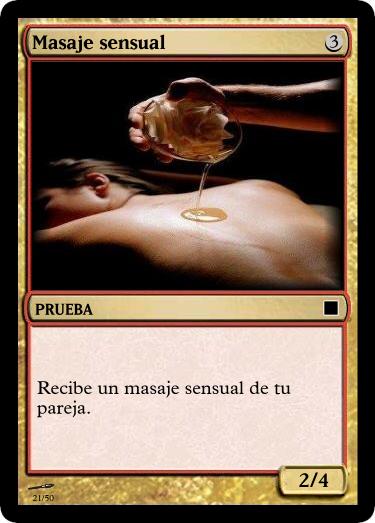 Masaje sensual 3
PRUEBA
Recibe un masaje sensual de tu
pareja.
2/4
21/50